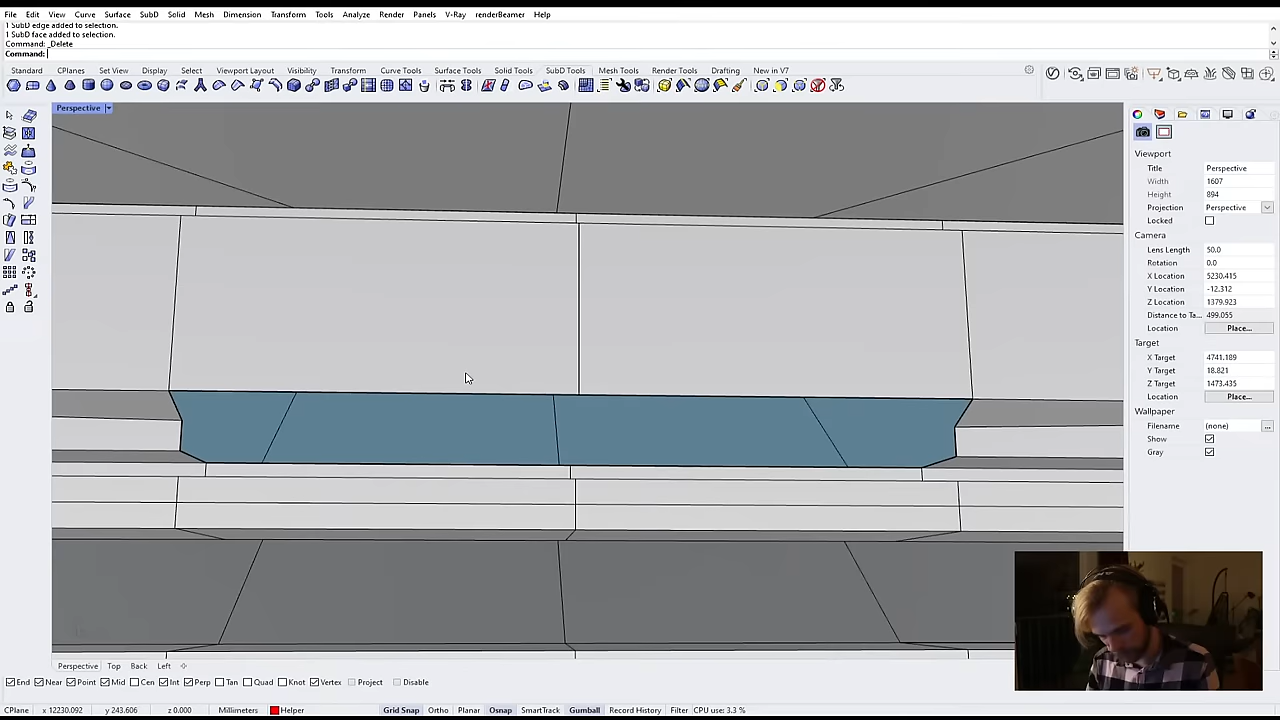 File Edit View Curve Surface SubD Solid Mesh Dimension Transform Tools Analyze Render Panels V-Ray renderBeamer Help
1 SubD edge added to selection.
1 SubD face added to selection.
Command: _Delete
Command:
Standard CPlanes Set View Display Select Viewport Layout Visibility Transform Curve Tools Surface Tools Solid Tools SubD Tools Mesh Tools Render Tools Drafting New in V7
Perspective
Viewport
Title Perspective
Width 1607
Height 894
Projection Perspective
Locked
Camera
Lens Length 50.0
Rotation 0.0
X Location 5230.415
Y Location -12.312
Z Location 1379.923
Distance to Ta... 499.055
Location Place...
Target
X Target 4741.189
Y Target 18.821
Z Target 1473.435
Location Place...
Wallpaper
Filename (none) ...
Show
Gray
Perspective Top Back Left
End Near Point Mid Cen Int Perp Tan Quad Knot Vertex Project Disable
CPlane x 12230.092 y 243.606 z 0.000 Millimeters Helper Grid Snap Ortho Planar Osnap SmartTrack Gumball Record History Filter CPU use: 3.3 %